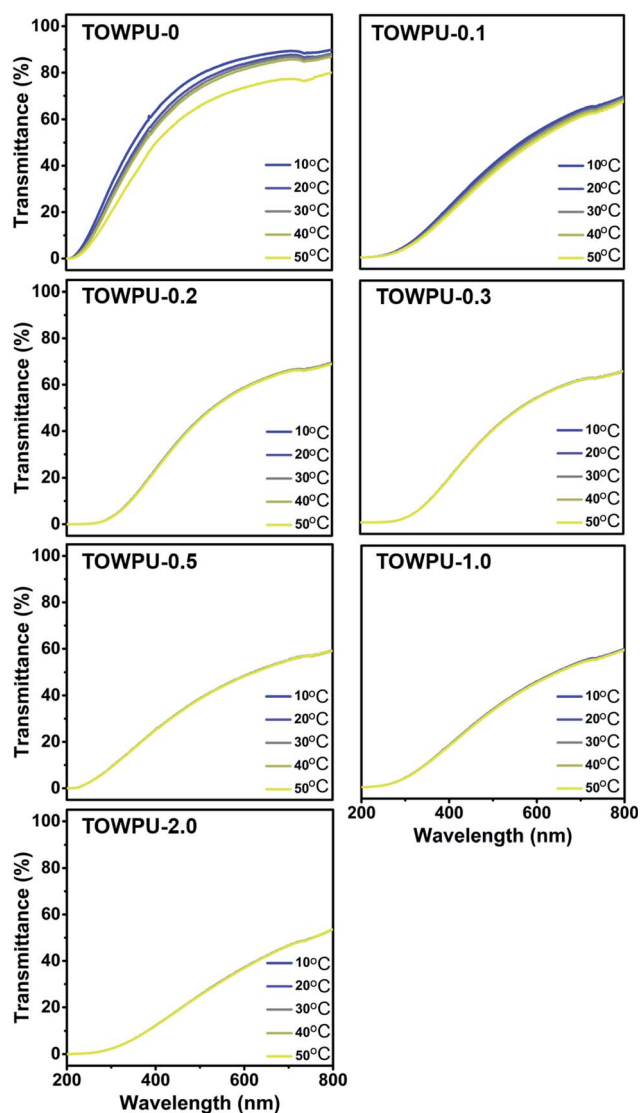 TOWPU-0
Transmittance (%)
100
80
60
40
20
0
10°C
20°C
30°C
40°C
50°C
TOWPU-0.1
10°C
20°C
30°C
40°C
50°C
TOWPU-0.2
Transmittance (%)
100
80
60
40
20
0
10°C
20°C
30°C
40°C
50°C
TOWPU-0.3
10°C
20°C
30°C
40°C
50°C
TOWPU-0.5
Transmittance (%)
100
80
60
40
20
0
10°C
20°C
30°C
40°C
50°C
TOWPU-1.0
10°C
20°C
30°C
40°C
50°C
200 400 600 800
Wavelength (nm)
TOWPU-2.0
Transmittance (%)
100
80
60
40
20
0
10°C
20°C
30°C
40°C
50°C
200 400 600 800
Wavelength (nm)